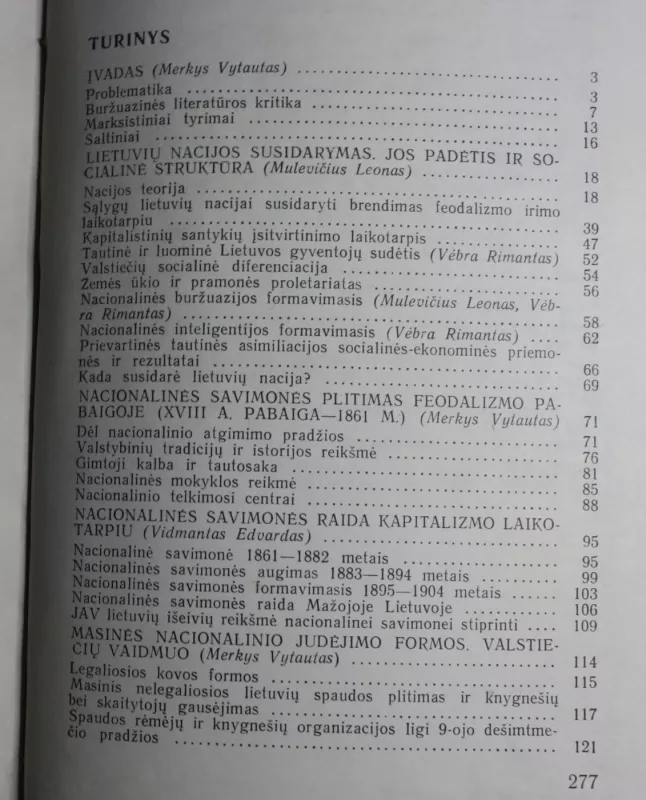 TURINYS
ĮVADAS (Merkys Vytautas) 3
Problematika 3
Buržuazinės literatūros kritika 7
Marksistiniai tyrimai 13
Šaltiniai 16
LIETUVIŲ NACIJOS SUSIDARYMAS. JOS PADĖTIS IR SO-
CIALINĖ STRUKTŪRA (Mulevičius Leonas) 18
Nacijos teorija 18
Sąlygų lietuvių nacijai susidaryti brendimas feodalizmo irimo
laikotarpiu 39
Kapitalistinių santykių įsitvirtinimo laikotarpis 47
Tautinė ir luominė Lietuvos gyventojų sudėtis (Vėbra Rimantas) 52
Valstiečių socialinė diferenciacija 54
Žemės ūkio ir pramonės proletariatas 56
Nacionalinės buržuazijos formavimasis (Mulevičius Leonas, Vėb-
ra Rimantas) 58
Nacionalinės inteligentijos formavimasis (Vėbra Rimantas) 62
Prievartinės tautinės asimiliacijos socialinės-ekonominės priemo-
nės ir rezultatai 66
Kada susidarė lietuvių nacija? 69
NACIONALINĖS SAVIMONĖS PLITIMAS FEODALIZMO PA-
BAIGOJE (XVIII A. PABAIGA—1861 M.) (Merkys Vytautas) 71
Dėl nacionalinio atgimimo pradžios 71
Valstybinių tradicijų ir istorijos reikšmė 76
Gimtoji kalba ir tautosaka 81
Nacionalinės mokyklos reikmė 85
Nacionalinio telkimosi centrai 88
NACIONALINĖS SAVIMONĖS RAIDA KAPITALIZMO LAIKO-
TARPIU (Vidmantas Edvardas) 95
Nacionalinė savimonė 1861—1882 metais 95
Nacionalinės savimonės augimas 1883—1894 metais 99
Nacionalinės savimonės formavimasis 1895—1904 metais 103
Nacionalinės savimonės raida Mažojoje Lietuvoje 106
JAV lietuvių išeivių reikšmė nacionalinei savimonei stiprinti 109
MASINĖS NACIONALINIO JUDĖJIMO FORMOS. VALSTIE-
ČIŲ VAIDMUO (Merkys Vytautas) 114
Legaliosios kovos formos 115
Masinis nelegaliosios lietuvių spaudos plitimas ir knygnešių
bei skaitytojų gausėjimas 117
Spaudos rėmėjų ir knygnešių organizacijos ligi 9-ojo dešimtme-
čio pradžios 121
277